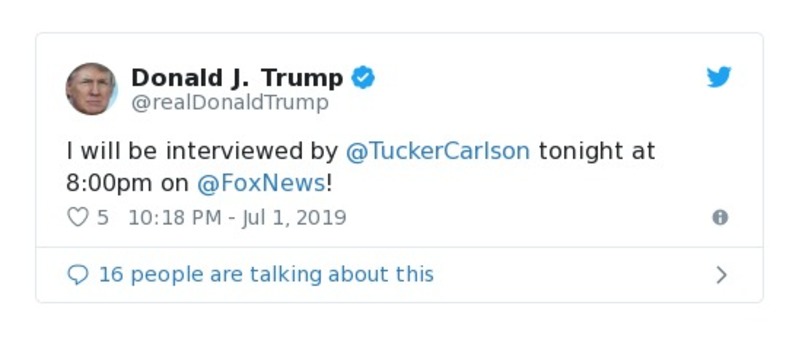 Donald J. Trump
@realDonaldTrump
I will be interviewed by @TuckerCarlson tonight at
8:00pm on @FoxNews!
5 10:18 PM - Jul 1, 2019
16 people are talking about this